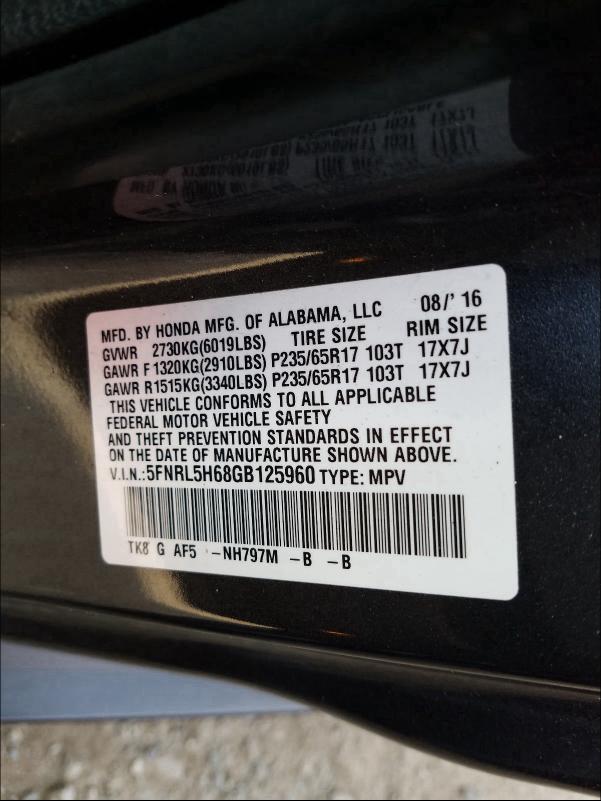 MFD. BY HONDA MFG. OF ALABAMA, LLC 08/' 16
GVWR 2730KG(6019LBS) TIRE SIZE RIM SIZE
GAWR F 1320KG(2910LBS) P235/65R17 103T 17X7J
GAWR R1515KG(3340LBS) P235/65R17 103T 17X7J
THIS VEHICLE CONFORMS TO ALL APPLICABLE
FEDERAL MOTOR VEHICLE SAFETY
AND THEFT PREVENTION STANDARDS IN EFFECT
ON THE DATE OF MANUFACTURE SHOWN ABOVE.
V.I.N.:5FNRL5H68GB125960 TYPE: MPV
TK8 G AF5 -NH797M -B -B